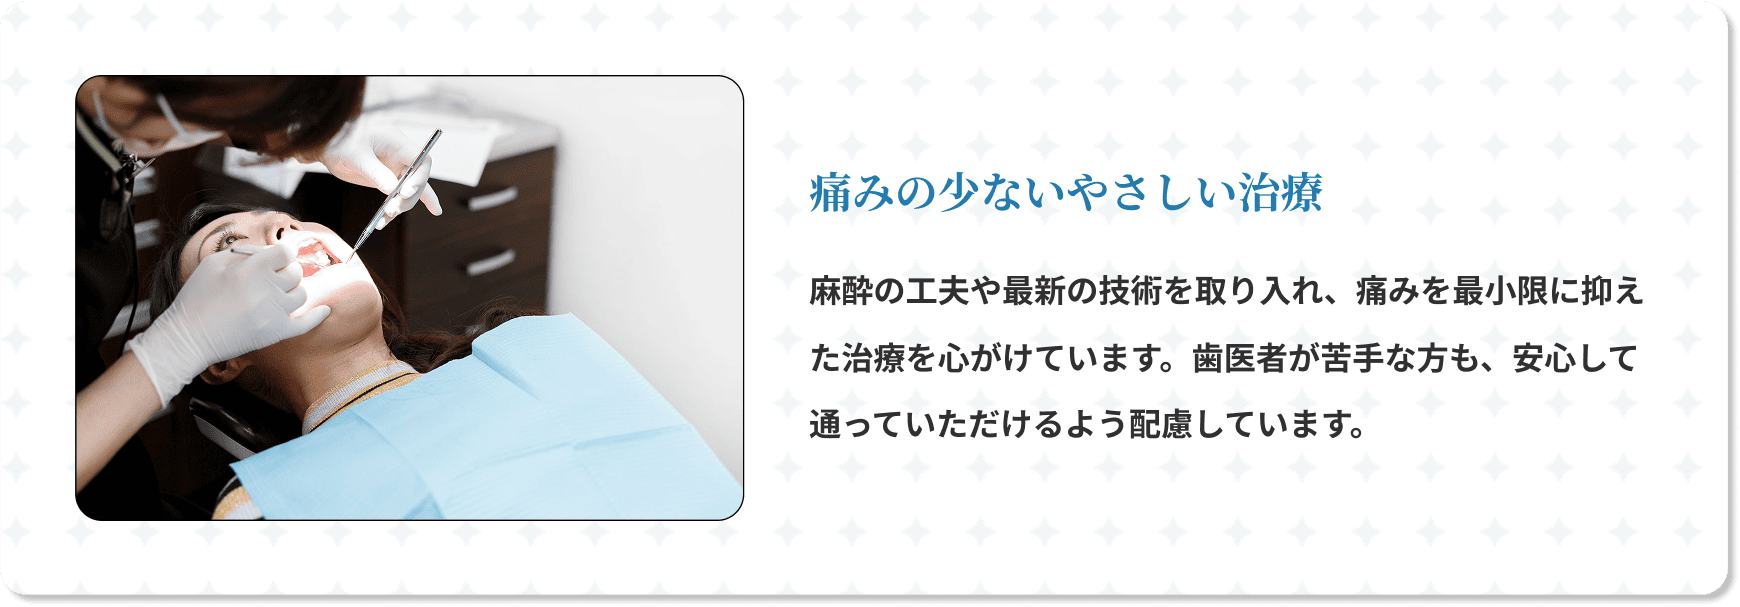 痛みの少ないやさしい治療
麻酔の工夫や最新の技術を取り入れ、痛みを最小限に抑え
た治療を心がけています。歯医者が苦手な方も、安心して
通っていただけるよう配慮しています。